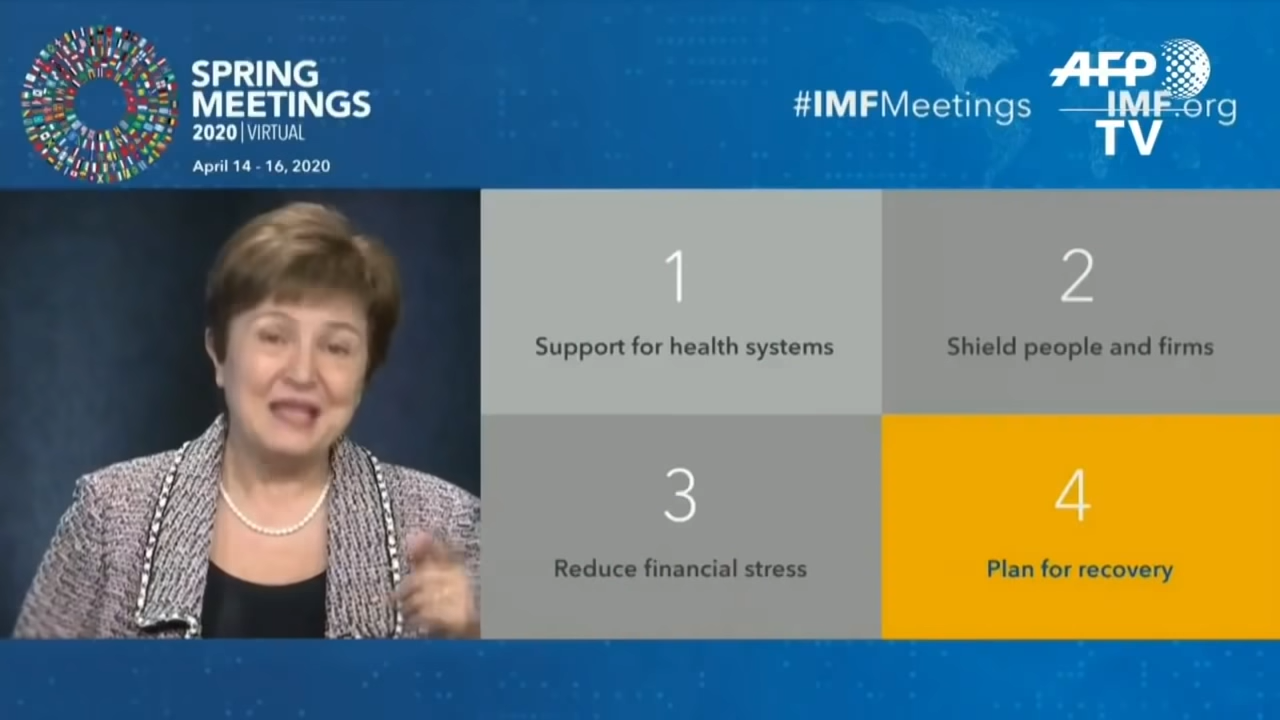 SPRING
MEETINGS
2020 | VIRTUAL
April 14 - 16, 2020
#IMFMeetings
AFP
IMF.org
TV
1
Support for health systems
2
Shield people and firms
3
Reduce financial stress
4
Plan for recovery